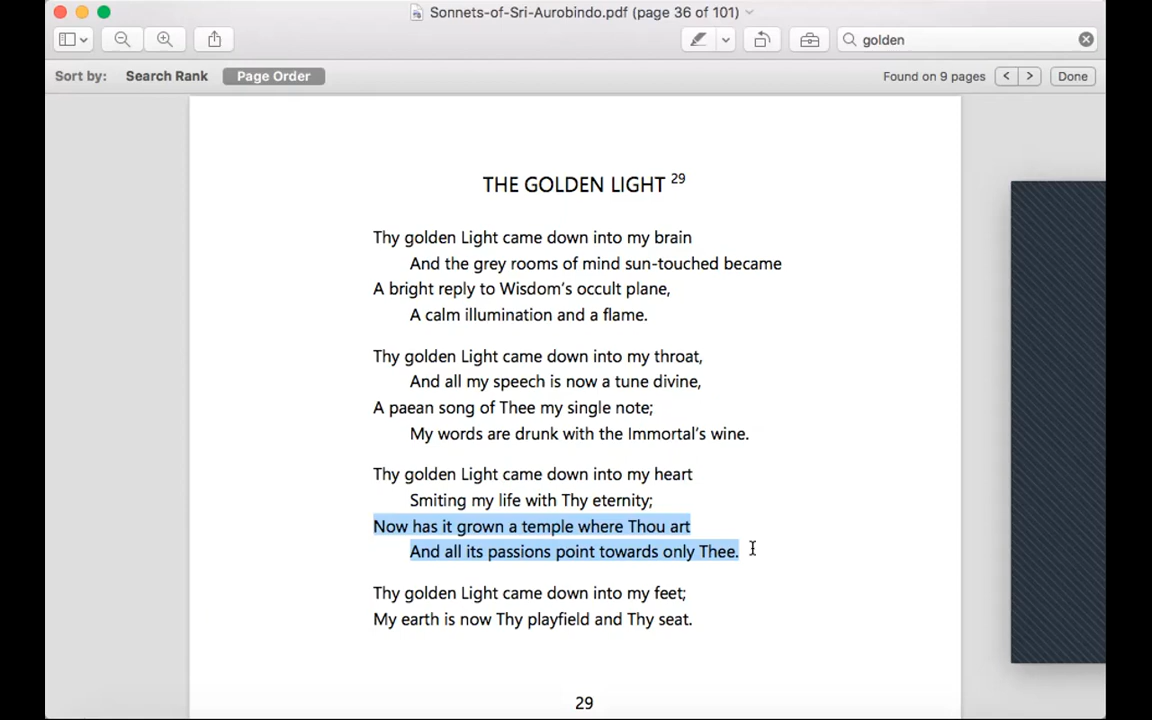 Sonnets-of-Sri-Aurobindo.pdf (page 36 of 101)
golden
Sort by: Search Rank Page Order Found on 9 pages < > Done
THE GOLDEN LIGHT 29
Thy golden Light came down into my brain
And the grey rooms of mind sun-touched became
A bright reply to Wisdom's occult plane,
A calm illumination and a flame.
Thy golden Light came down into my throat,
And all my speech is now a tune divine,
A paean song of Thee my single note;
My words are drunk with the Immortal's wine.
Thy golden Light came down into my heart
Smiting my life with Thy eternity;
Now has it grown a temple where Thou art
And all its passions point towards only Thee.
Thy golden Light came down into my feet;
My earth is now Thy playfield and Thy seat.
29